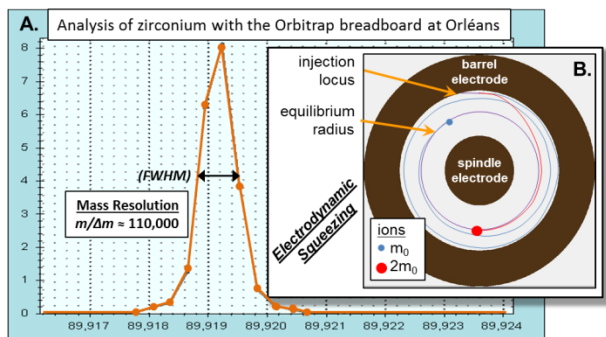 A.
Analysis of zirconium with the Orbitrap breadboard at Orléans
8
7
6
5
4
3
2
1
0
(FWHM)
Mass Resolution
m/Δm ≈ 110,000
89,917
89,918
89,919
89,920
89,921
89,922
89,923
89,924
B.
injection
locus
equilibrium
radius
barrel
electrode
spindle
electrode
Electrodynamic
Squeezing
ions
m₀
2m₀